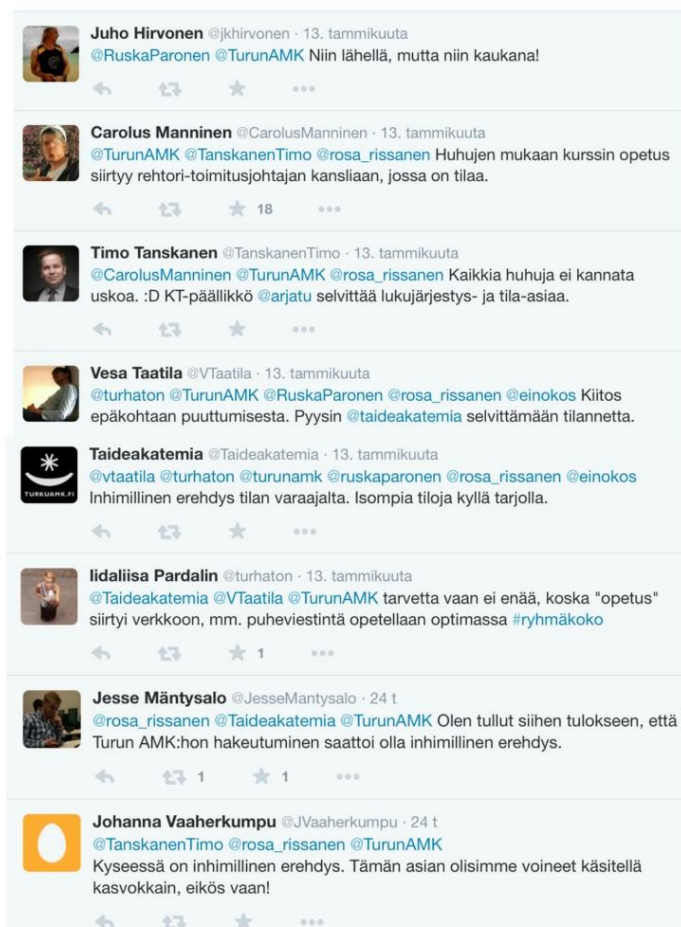 Juho Hirvonen @jkhirvonen · 13. tammikuuta
@RuskaParonen @TurunAMK Niin lähellä, mutta niin kaukana!
Carolus Manninen @CarolusManninen · 13. tammikuuta
@TurunAMK @TanskanenTimo @rosa_rissanen Huhujen mukaan kurssin opetus
siirtyy rehtori-toimitusjohtajan kansliaan, jossa on tilaa.
18
Timo Tanskanen @TanskanenTimo · 13. tammikuuta
@CarolusManninen @TurunAMK @rosa_rissanen Kaikkia huhuja ei kannata
uskoa. :D KT-päällikkö @arjatu selvittää lukujärjestys- ja tila-asiaa.
Vesa Taatila @VTaatila · 13. tammikuuta
@turhaton @TurunAMK @RuskaParonen @rosa_rissanen @einokos Kiitos
epäkohtaan puuttumisesta. Pyysin @taideakatemia selvittämään tilannetta.
TURKUAMK.FI
Taideakatemia @Taideakatemia · 13. tammikuuta
@vtaatila @turhaton @turunamk @ruskaparonen @rosa_rissanen @einokos
Inhimillinen erehdys tilan varaajalta. Isompia tiloja kyllä tarjolla.
Iidaliisa Pardalin @turhaton · 13. tammikuuta
@Taideakatemia @VTaatila @TurunAMK tarvetta vaan ei enää, koska "opetus"
siirtyi verkkoon, mm. puheviestintä opetellaan optimassa #ryhmäkoko
1
Jesse Mäntysalo @JesseMantysalo · 24 t
@rosa_rissanen @Taideakatemia @TurunAMK Olen tullut siihen tulokseen, että
Turun AMK:hon hakeutuminen saattoi olla inhimillinen erehdys.
1 1
Johanna Vaaherkumpu @JVaaherkumpu · 24 t
@TanskanenTimo @rosa_rissanen @TurunAMK
Kyseessä on inhimillinen erehdys. Tämän asian olisimme voineet käsitellä
kasvokkain, eikös vaan!